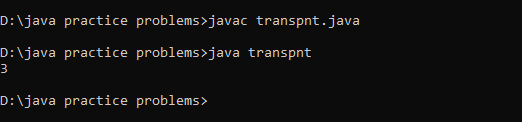 D:\java practice problems>javac transpnt.java
D:\java practice problems>java transpnt
3
D:\java practice problems>